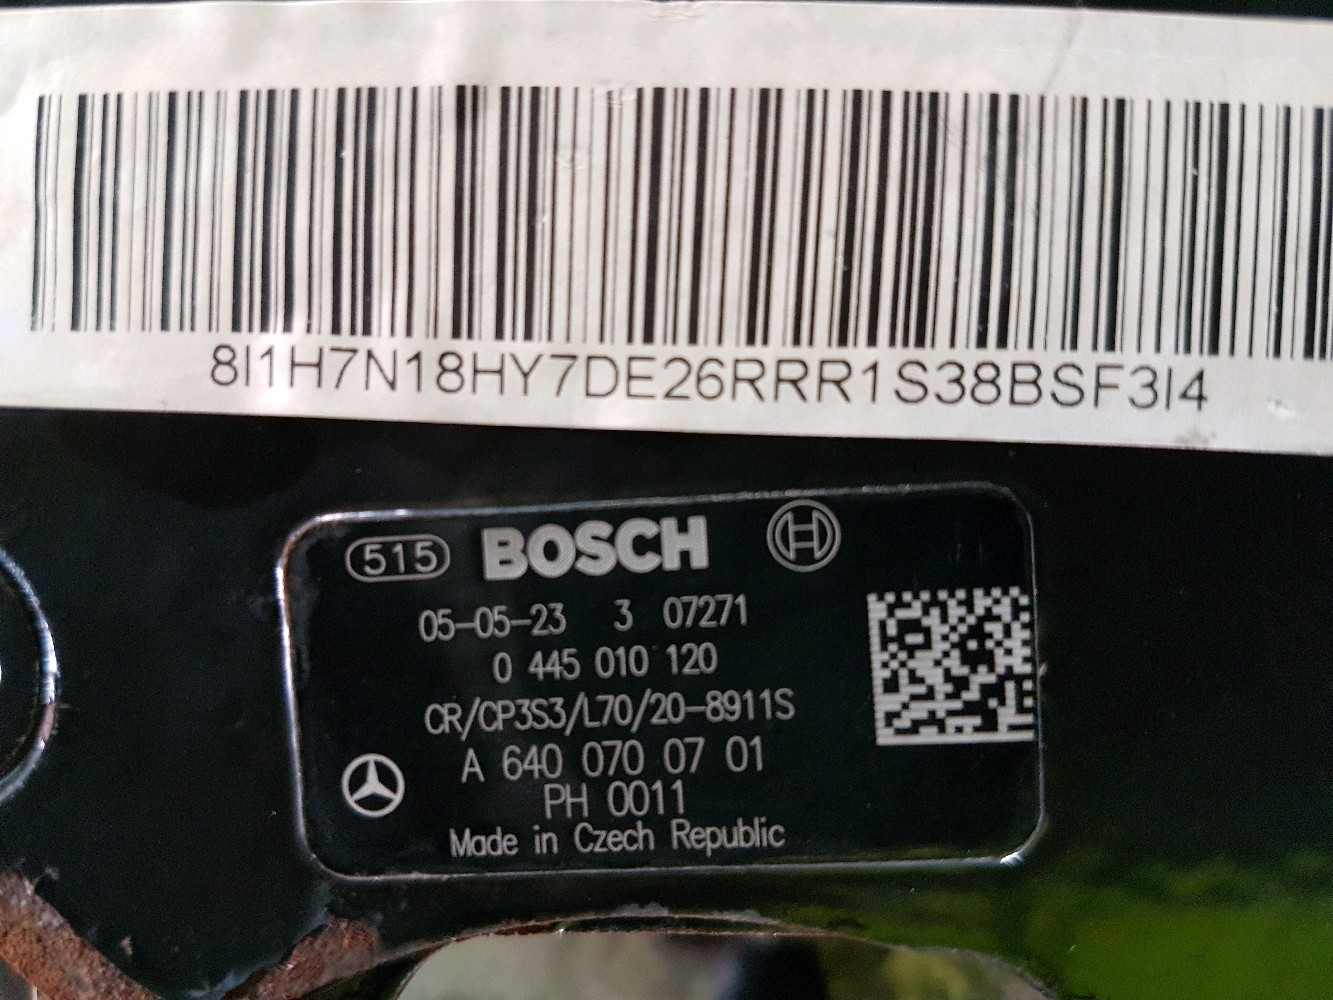 8I1H7N18HY7DE26RRR1S38BSF3I4
515 BOSCH
05-05-23 3 07271
0 445 010 120
CR/CP3S3/L70/20-8911S
A 640 070 07 01
PH 0011
Made in Czech Republic